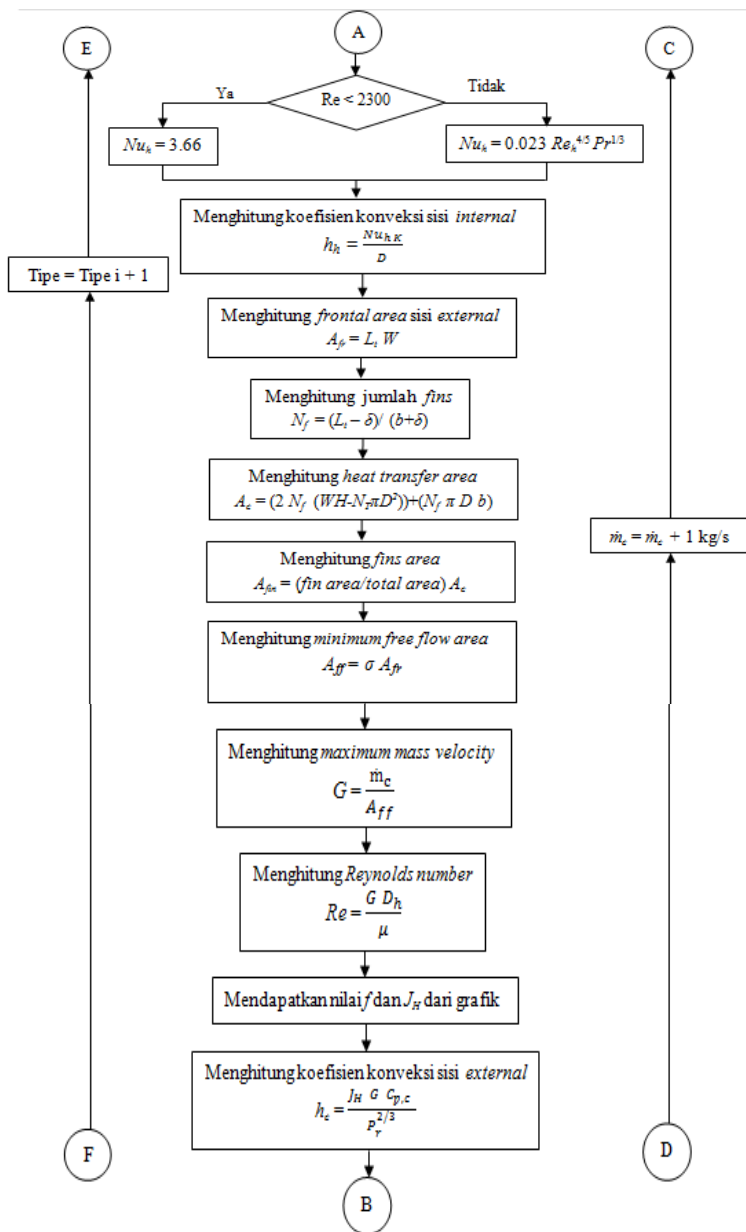 E
A
C
Ya
Re < 2300
Tidak
Nu_h = 3.66
Nu_h = 0.023 Re_h^4/5 Pr^1/3
Menghitung koefisien konveksi sisi internal
h_h = Nu_h K / D
Tipe = Tipe i + 1
Menghitung frontal area sisi external
A_fr = L_t W
Menghitung jumlah fins
N_f = (L_t – δ)/ (b+δ)
Menghitung heat transfer area
A_c = (2 N_f (WH-N_TπD²))+(N_f π D b)
ṁ_c = ṁ_c + 1 kg/s
Menghitung fins area
A_fin = (fin area/total area) A_c
Menghitung minimum free flow area
A_ff = σ A_fr
Menghitung maximum mass velocity
G = ṁ_c / A_ff
Menghitung Reynolds number
Re = G D_h / μ
Mendapatkan nilai f dan J_H dari grafik
Menghitung koefisien konveksi sisi external
h_c = J_H G C_p,c / P_r^2/3
F
D
B